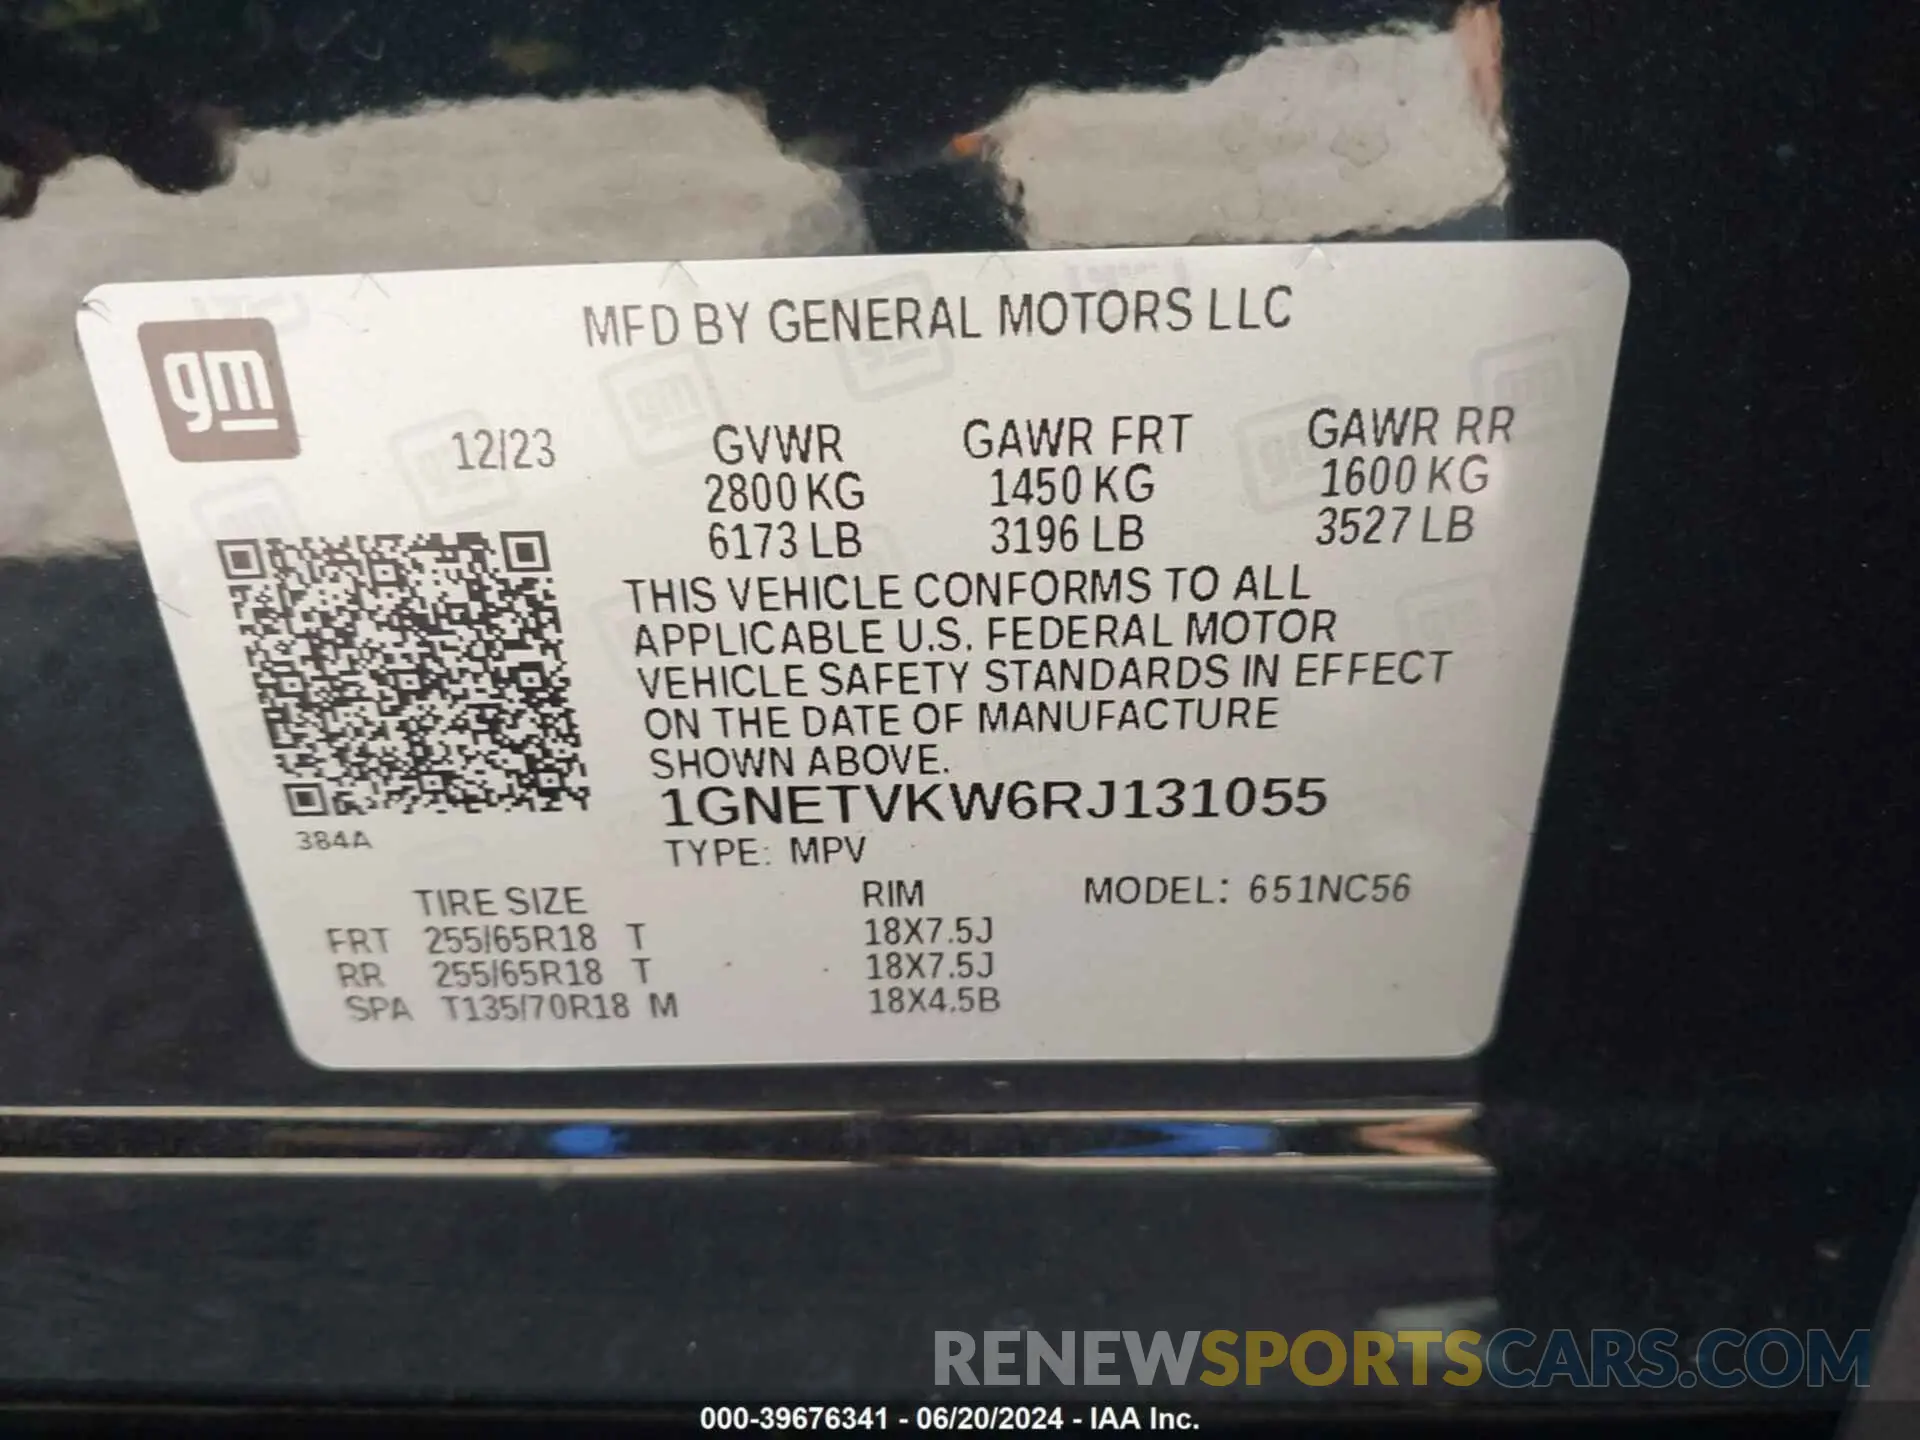 MFD BY GENERAL MOTORS LLC
gm
12/23 GVWR GAWR FRT GAWR RR
2800 KG 1450 KG 1600 KG
6173 LB 3196 LB 3527 LB
THIS VEHICLE CONFORMS TO ALL
APPLICABLE U.S. FEDERAL MOTOR
VEHICLE SAFETY STANDARDS IN EFFECT
ON THE DATE OF MANUFACTURE
SHOWN ABOVE.
1GNETVKW6RJ131055
384A
TYPE: MPV
TIRE SIZE RIM MODEL: 651NC56
FRT 255/65R18 T 18X7.5J
RR 255/65R18 T 18X7.5J
SPA T135/70R18 M 18X4.5B
RENEWSPORTSCARS.COM
000-39676341 - 06/20/2024 - IAA Inc.